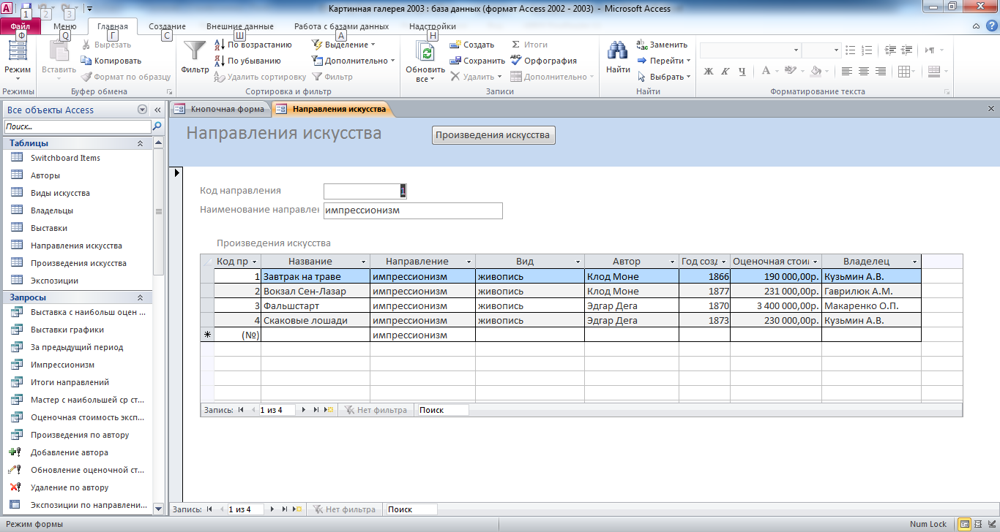 Картинная галерея 2003 : база данных (формат Access 2002 - 2003) - Microsoft Access
1 2 3
Файл Меню Главная Создание Внешние данные Работа с базами данных Надстройки
Ф Q Г С Ш А Н
Режим
Режимы
Вставить
Вырезать
Копировать
Формат по образцу
Буфер обмена
Фильтр
По возрастанию
По убыванию
Удалить сортировку
Выделение
Дополнительно
Фильтр
Сортировка и фильтр
Обновить все
Создать
Сохранить
Удалить
Итоги
Орфография
Дополнительно
Записи
Найти
Заменить
Перейти
Выбрать
Найти
Ж К Ч А
Форматирование текста
Все объекты Access
Поиск...
Таблицы
Switchboard Items
Авторы
Виды искусства
Владельцы
Выставки
Направления искусства
Произведения искусства
Экспозиции
Запросы
Выставка с наибольш оцен ...
Выставки графики
За предыдущий период
Импрессионизм
Итоги направлений
Мастер с наибольшей ср ст...
Оценочная стоимость эксп...
Произведения по автору
Добавление автора
Обновление оценочной ст...
Удаление по автору
Экспозиции по направлени...
Кнопочная форма Направления искусства
Направления искусства Произведения искусства
Код направления 1
Наименование направлен импрессионизм
Произведения искусства
Код пр Название Направление Вид Автор Год созд Оценочная стои Владелец
1 Завтрак на траве импрессионизм живопись Клод Моне 1866 190 000,00р. Кузьмин А.В.
2 Вокзал Сен-Лазар импрессионизм живопись Клод Моне 1877 231 000,00р. Гаврилюк А.М.
3 Фальшстарт импрессионизм живопись Эдгар Дега 1870 3 400 000,00р. Макаренко О.П.
4 Скаковые лошади импрессионизм живопись Эдгар Дега 1873 230 000,00р. Кузьмин А.В.
(№) импрессионизм
Запись: 1 из 4 Нет фильтра Поиск
Запись: 1 из 4 Нет фильтра Поиск
Режим формы Num Lock